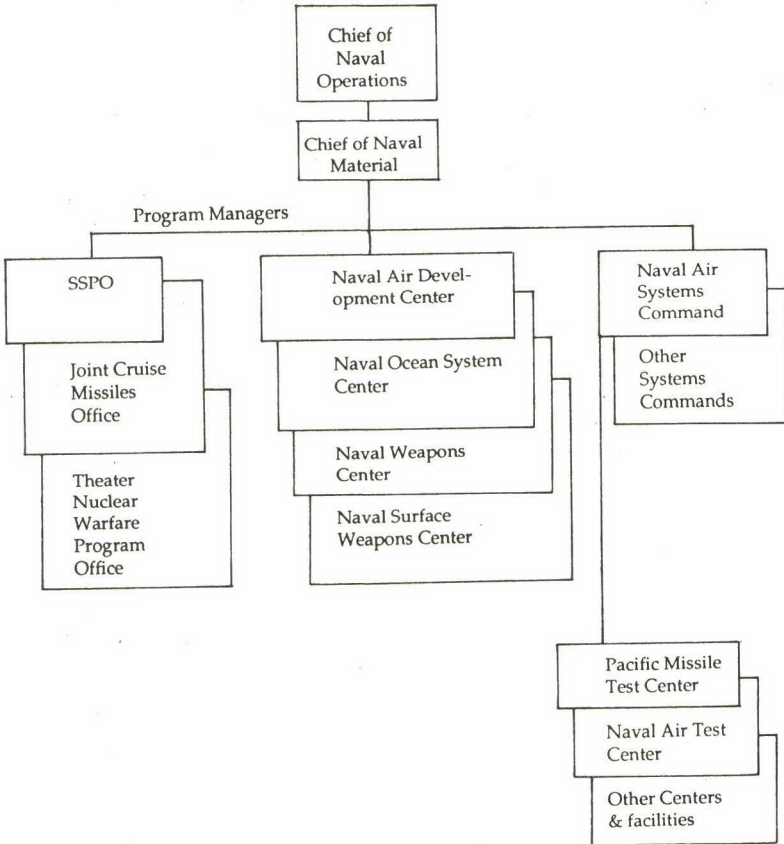 Chief of
Naval
Operations
Chief of Naval
Material
Program Managers
SSPO
Joint Cruise
Missiles
Office
Theater
Nuclear
Warfare
Program
Office
Naval Air Devel-
opment Center
Naval Ocean System
Center
Naval Weapons
Center
Naval Surface
Weapons Center
Naval Air
Systems
Command
Other
Systems
Commands
Pacific Missile
Test Center
Naval Air Test
Center
Other Centers
& facilities